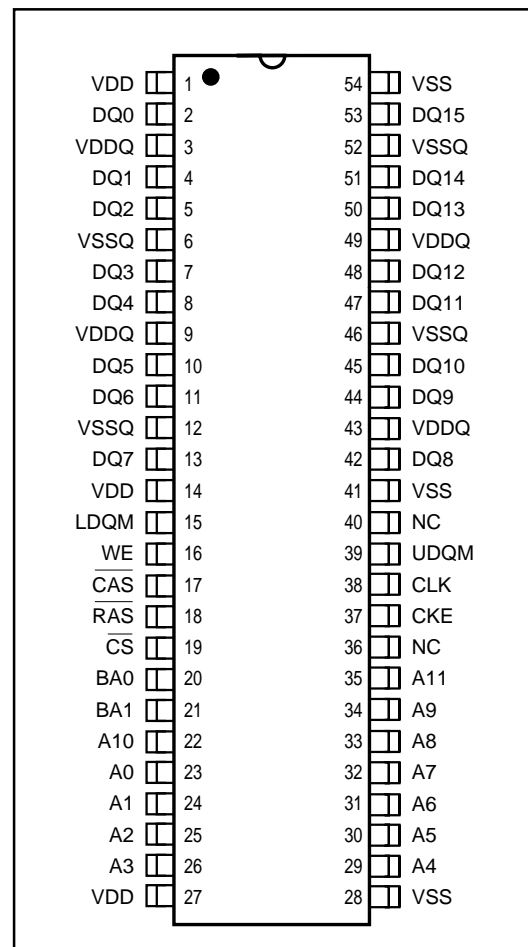 VDD 1 54 VSS
DQ0 2 53 DQ15
VDDQ 3 52 VSSQ
DQ1 4 51 DQ14
DQ2 5 50 DQ13
VSSQ 6 49 VDDQ
DQ3 7 48 DQ12
DQ4 8 47 DQ11
VDDQ 9 46 VSSQ
DQ5 10 45 DQ10
DQ6 11 44 DQ9
VSSQ 12 43 VDDQ
DQ7 13 42 DQ8
VDD 14 41 VSS
LDQM 15 40 NC
WE 16 39 UDQM
CAS 17 38 CLK
RAS 18 37 CKE
CS 19 36 NC
BA0 20 35 A11
BA1 21 34 A9
A10 22 33 A8
A0 23 32 A7
A1 24 31 A6
A2 25 30 A5
A3 26 29 A4
VDD 27 28 VSS